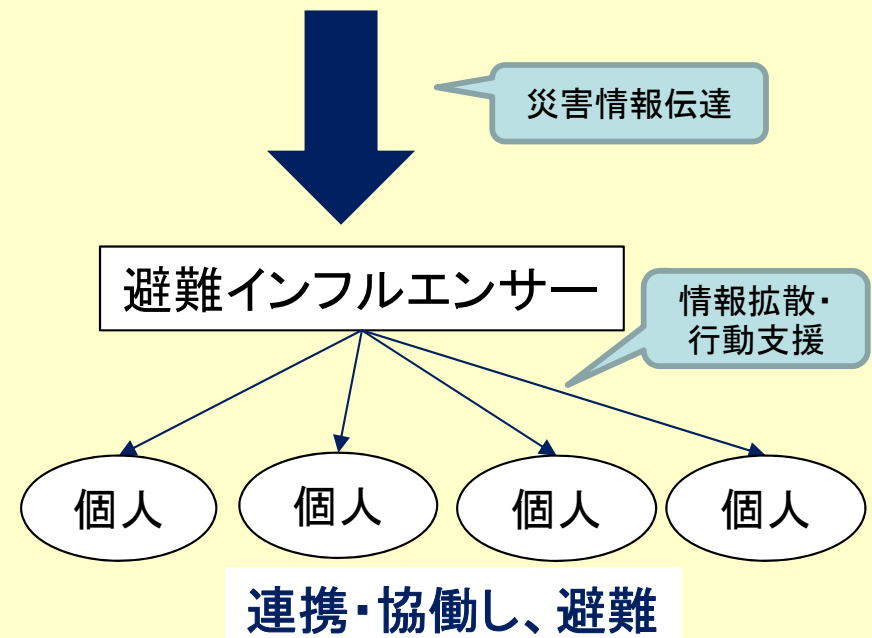 災害情報伝達
避難インフルエンサー
情報拡散・
行動支援
個人
個人
個人
個人
連携・協働し、避難